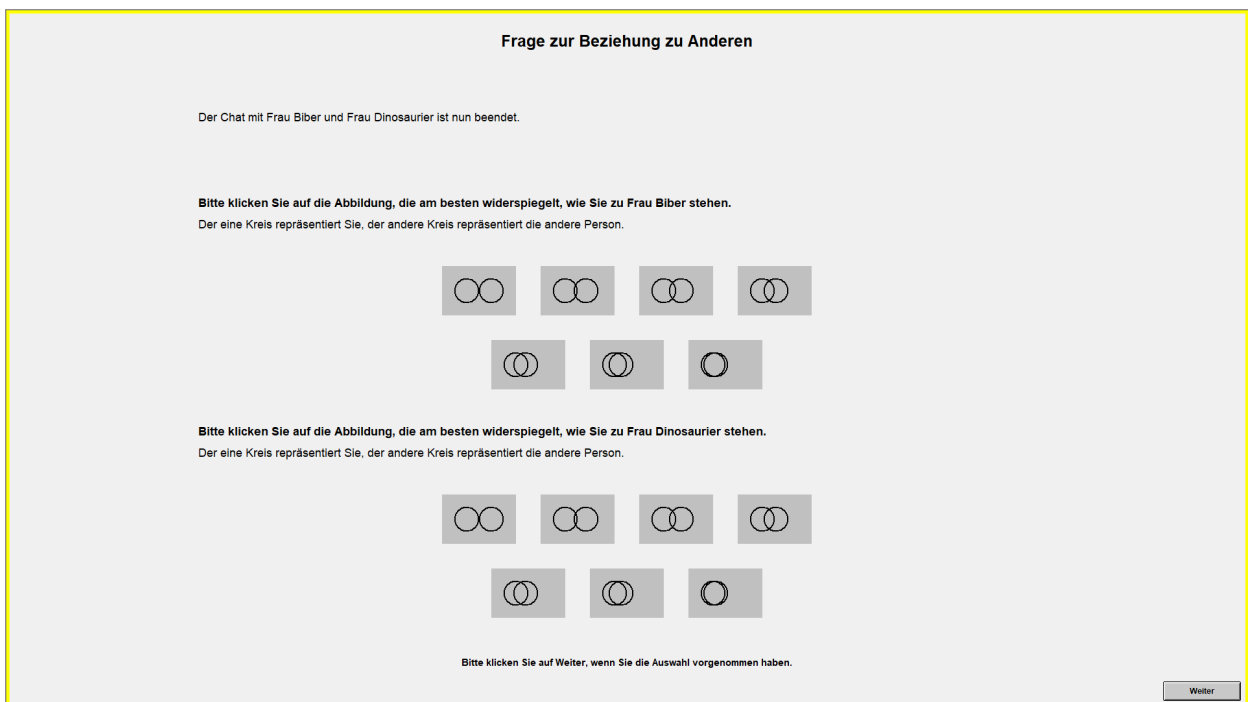 Frage zur Beziehung zu Anderen
Der Chat mit Frau Biber und Frau Dinosaurier ist nun beendet.
Bitte klicken Sie auf die Abbildung, die am besten widerspiegelt, wie Sie zu Frau Biber stehen.
Der eine Kreis repräsentiert Sie, der andere Kreis repräsentiert die andere Person.
Bitte klicken Sie auf die Abbildung, die am besten widerspiegelt, wie Sie zu Frau Dinosaurier stehen.
Der eine Kreis repräsentiert Sie, der andere Kreis repräsentiert die andere Person.
Bitte klicken Sie auf Weiter, wenn Sie die Auswahl vorgenommen haben.
Weiter